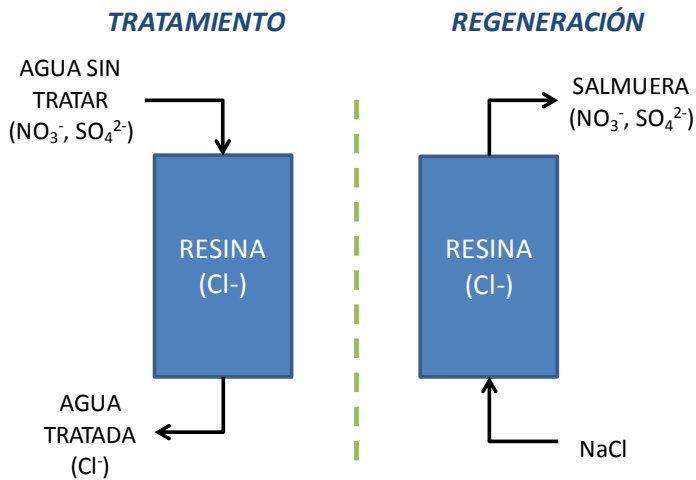 TRATAMIENTO
AGUA SIN
TRATAR
(NO₃⁻, SO₄²⁻)
RESINA
(Cl-)
AGUA
TRATADA
(Cl⁻)
REGENERACIÓN
SALMUERA
(NO₃⁻, SO₄²⁻)
RESINA
(Cl-)
NaCl